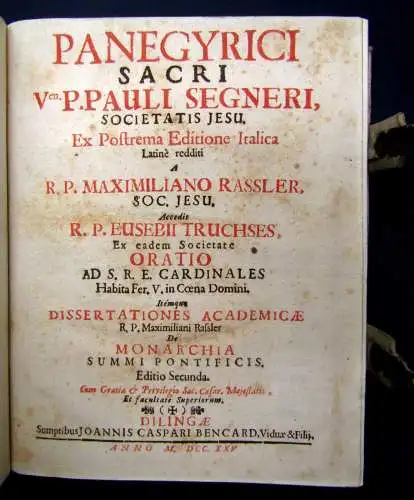 PANEGYRICI
SACRI
Ven. P. PAULI SEGNERI,
SOCIETATIS JESU,
Ex Postrema Editione Italica
Latinè redditi
A
R. P. MAXIMILIANO RASSLER,
SOC. JESU.
Accedit
R. P. EUSEBII TRUCHSES,
Ex eadem Societate
ORATIO
AD S. R. E. CARDINALES
Habita Fer. V. in Cœna Domini.
Itémque
DISSERTATIONES ACADEMICÆ
R. P. Maximiliani Rassler
De
MONARCHIA
SUMMI PONTIFICIS.
Editio Secunda.
Cum Gratia & Privilegio Sac. Cæsar. Majestatis,
Et facultate Superiorum.
(✠)
DILINGÆ
Sumptibus JOANNIS CASPARI BENCARD, Viduæ & Filij.
ANNO M. DCC. XXV